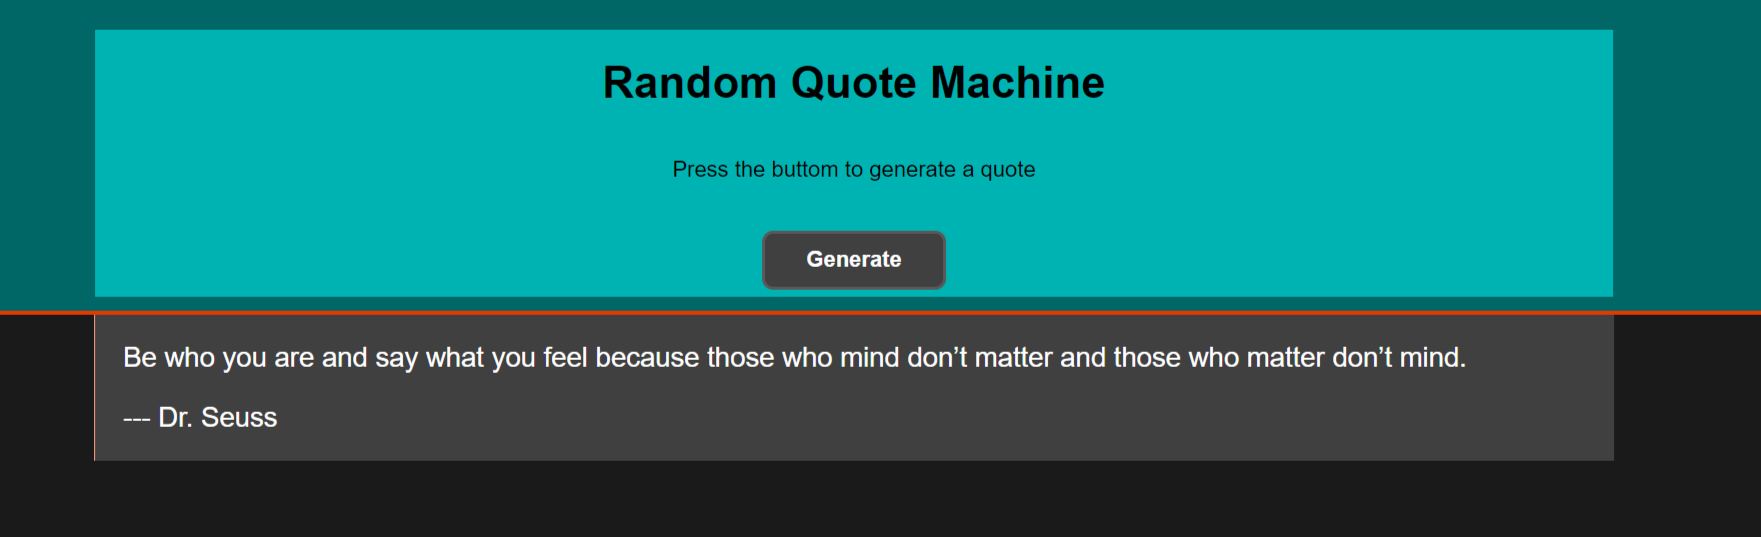 Random Quote Machine
Press the buttom to generate a quote
Generate
Be who you are and say what you feel because those who mind don’t matter and those who matter don’t mind.
--- Dr. Seuss